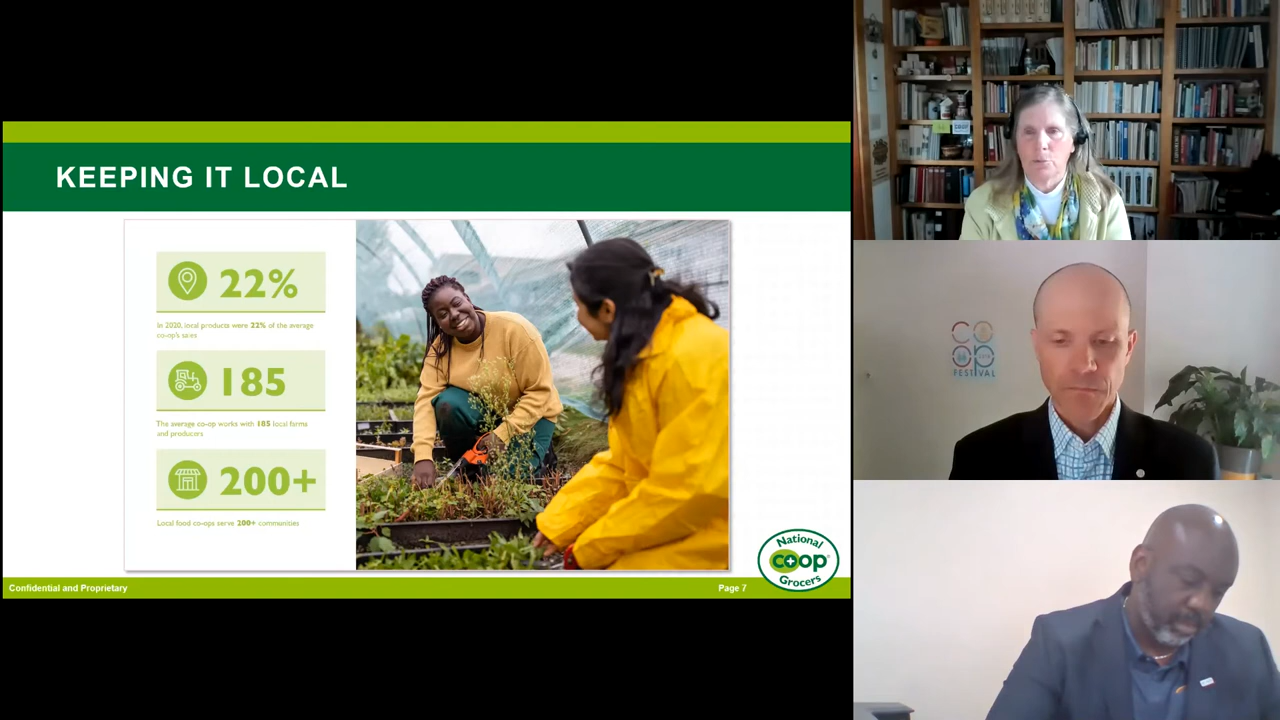 KEEPING IT LOCAL
22%
In 2020, local products were 22% of the average
co-op's sales
185
The average co-op works with 185 local farms
and producers
200+
Local food co-ops serve 200+ communities
National
co+op
Grocers
Confidential and Proprietary
Page 7
CO
OP
FESTIVAL